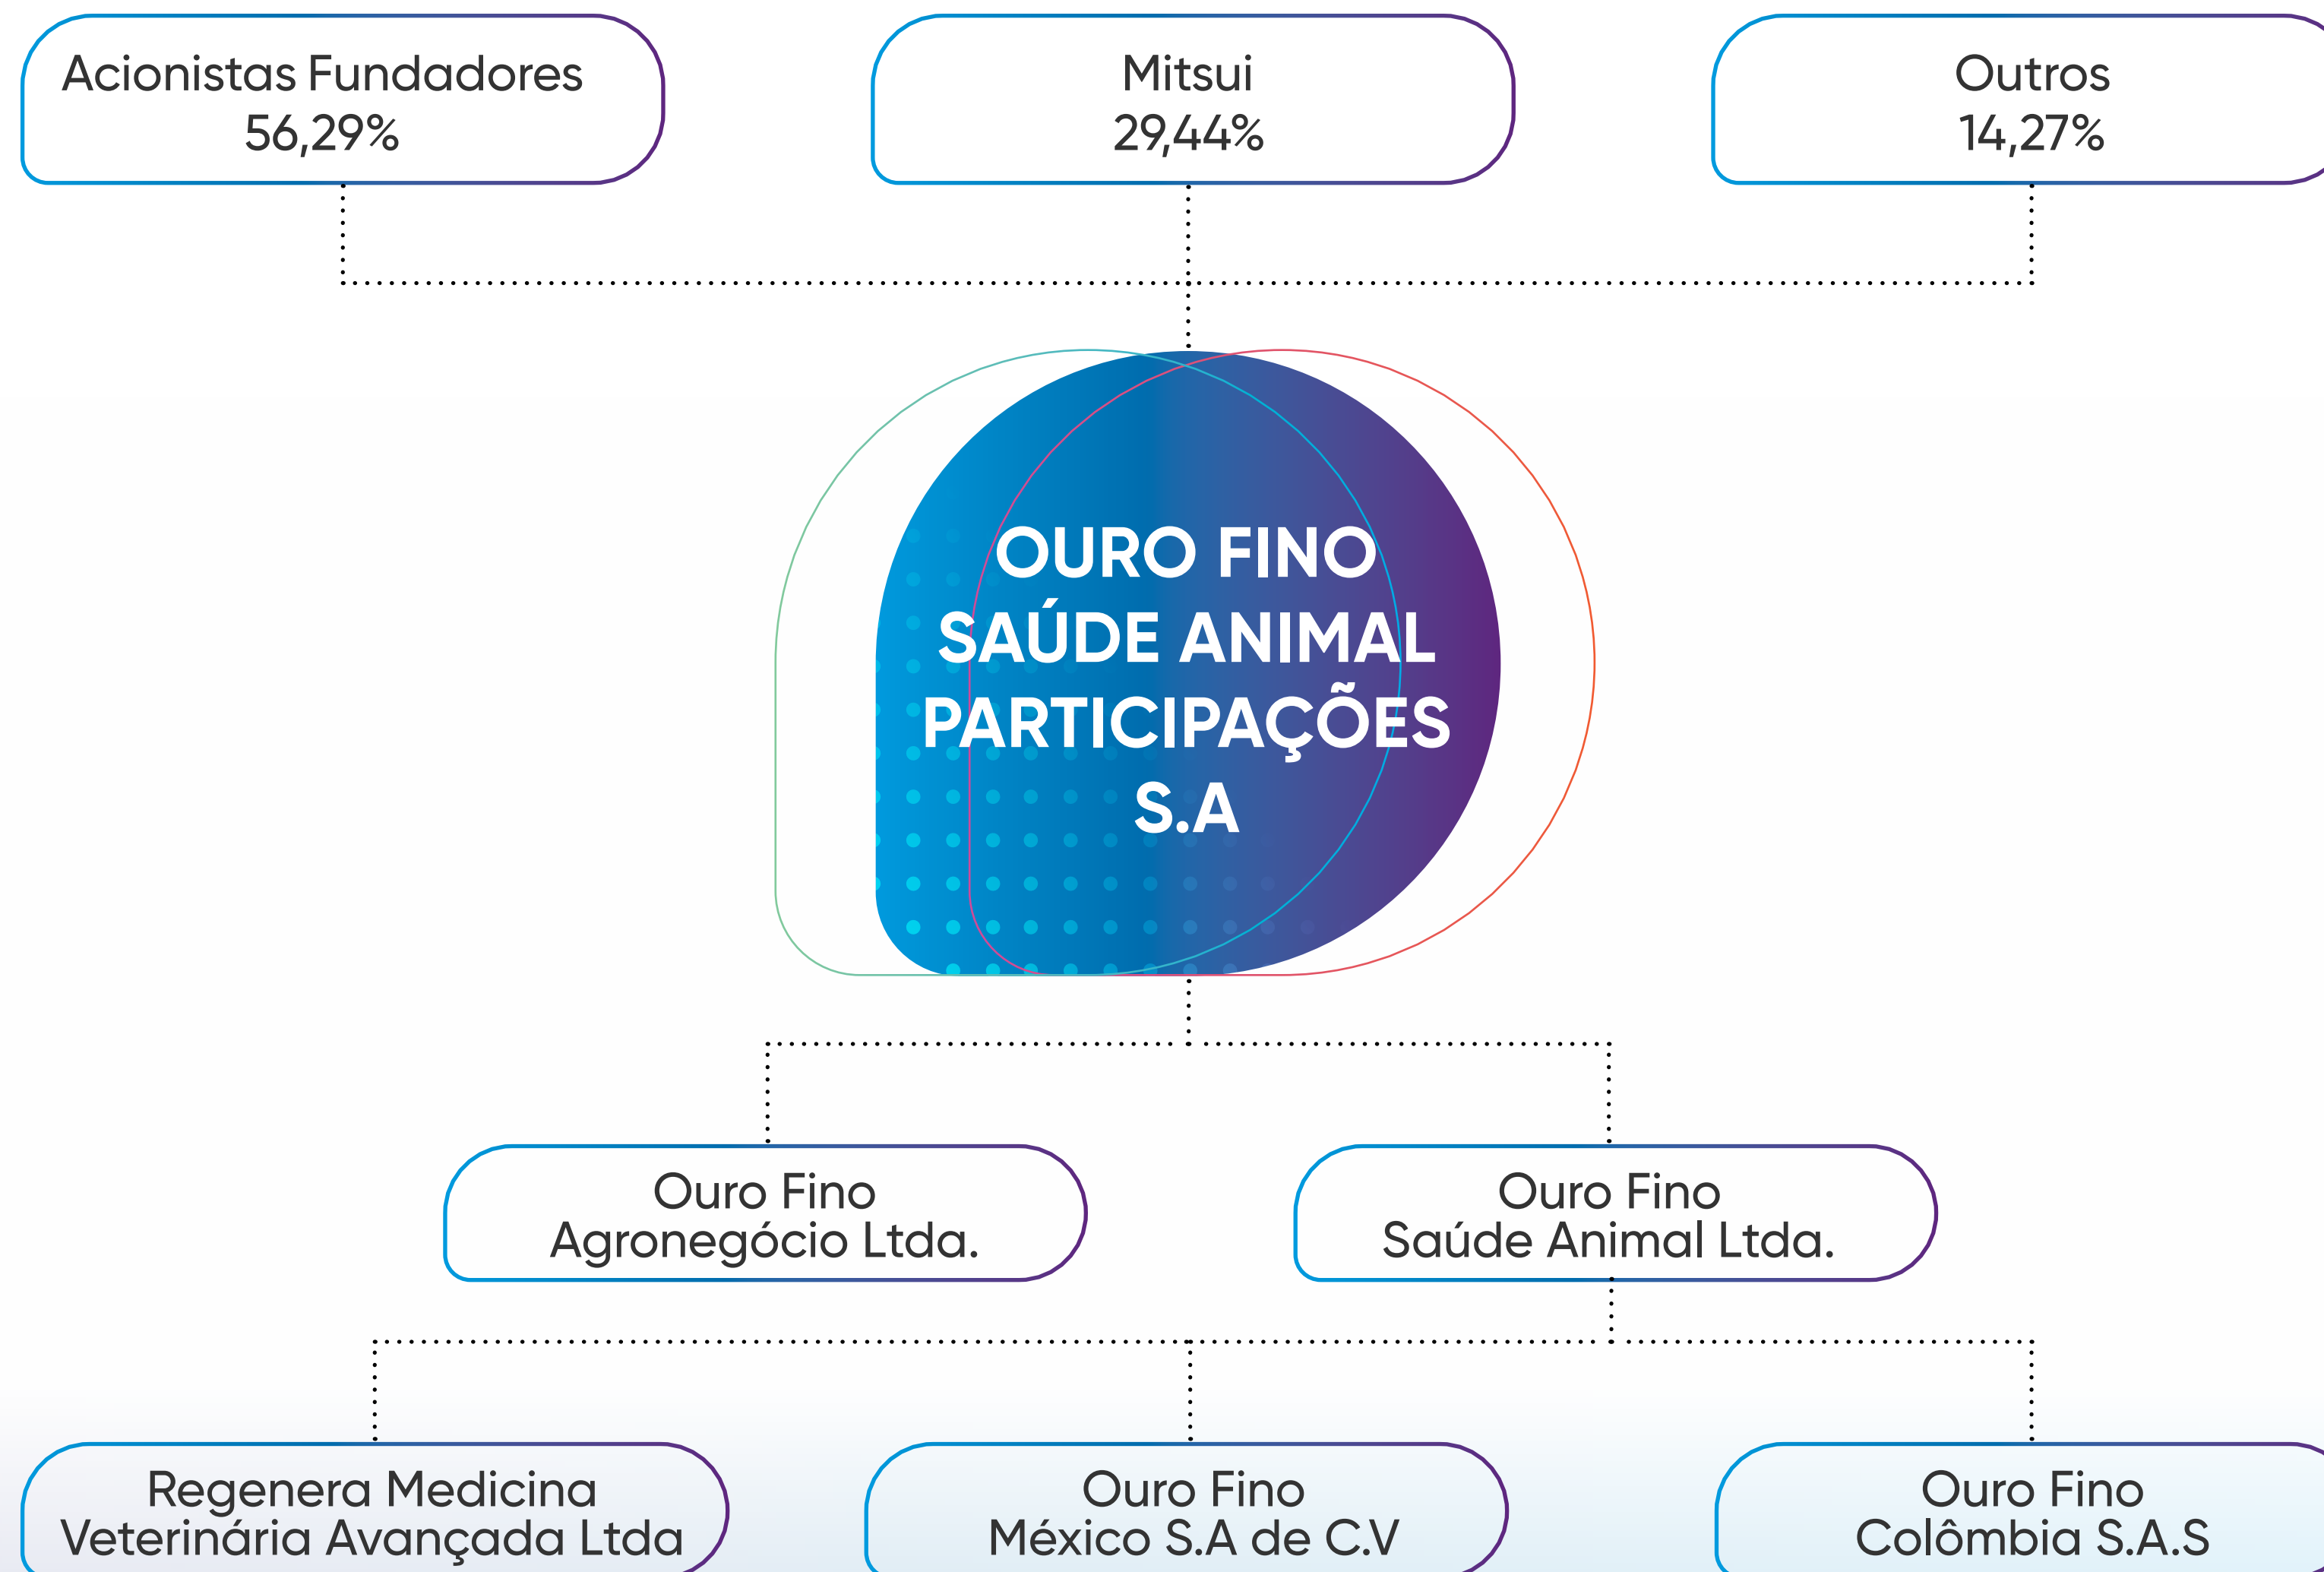 Acionistas Fundadores
56,29%
Mitsui
29,44%
Outros
14,27%
OURO FINO
SAÚDE ANIMAL
PARTICIPAÇÕES
S.A
Ouro Fino
Agronegócio Ltda.
Ouro Fino
Saúde Animal Ltda.
Regenera Medicina
Veterinária Avançada Ltda
Ouro Fino
México S.A de C.V
Ouro Fino
Colômbia S.A.S